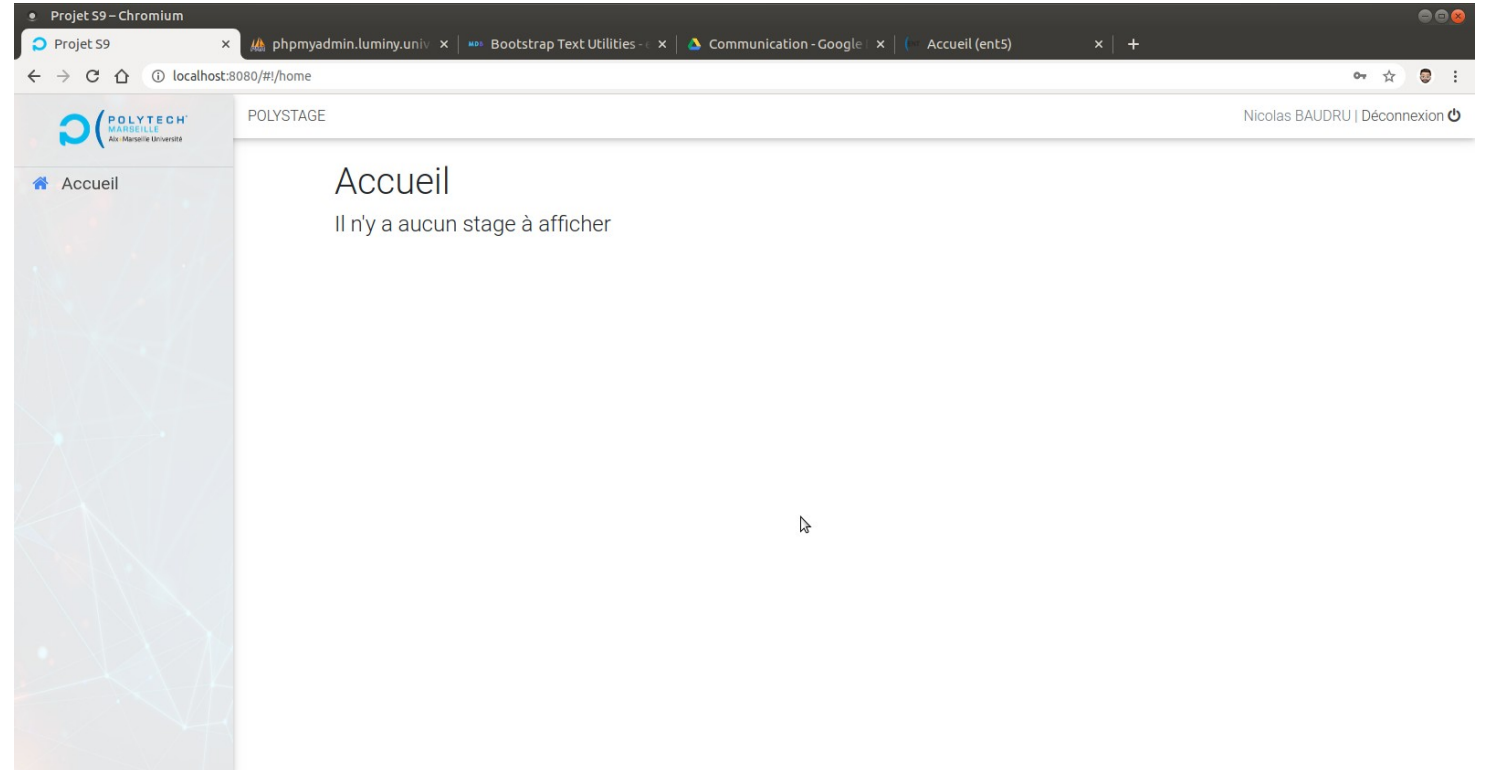 Projet S9 – Chromium
Projet S9
phpmyadmin.luminy.univ
Bootstrap Text Utilities -
Communication - Google
Accueil (ent5)
localhost:8080/#!/home
POLYTECH
MARSEILLE
Aix-Marseille Université
POLYSTAGE
Nicolas BAUDRU | Déconnexion
Accueil
Accueil
Il n'y a aucun stage à afficher